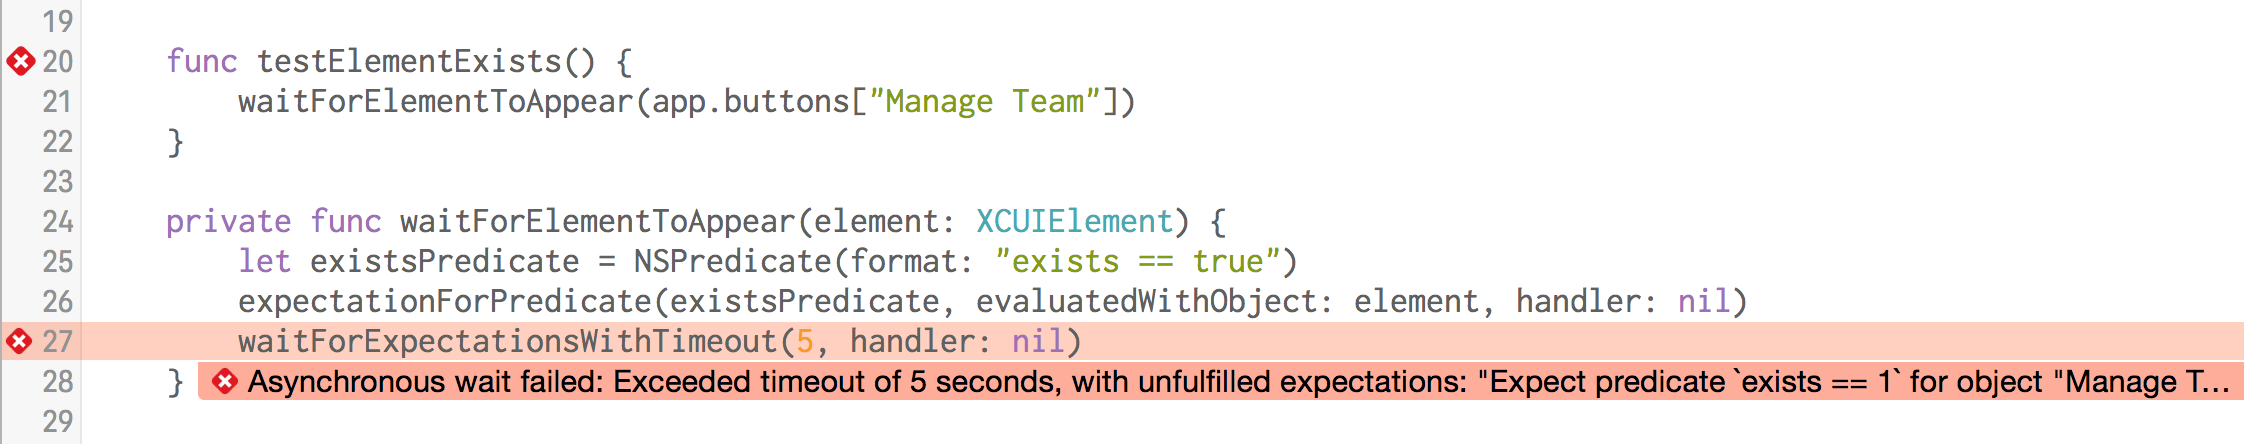 19
20 func testElementExists() {
21 waitForElementToAppear(app.buttons["Manage Team"])
22 }
23
24 private func waitForElementToAppear(element: XCUIElement) {
25 let existsPredicate = NSPredicate(format: "exists == true")
26 expectationForPredicate(existsPredicate, evaluatedWithObject: element, handler: nil)
27 waitForExpectationsWithTimeout(5, handler: nil)
28 } Asynchronous wait failed: Exceeded timeout of 5 seconds, with unfulfilled expectations: "Expect predicate `exists == 1` for object "Manage T...
29